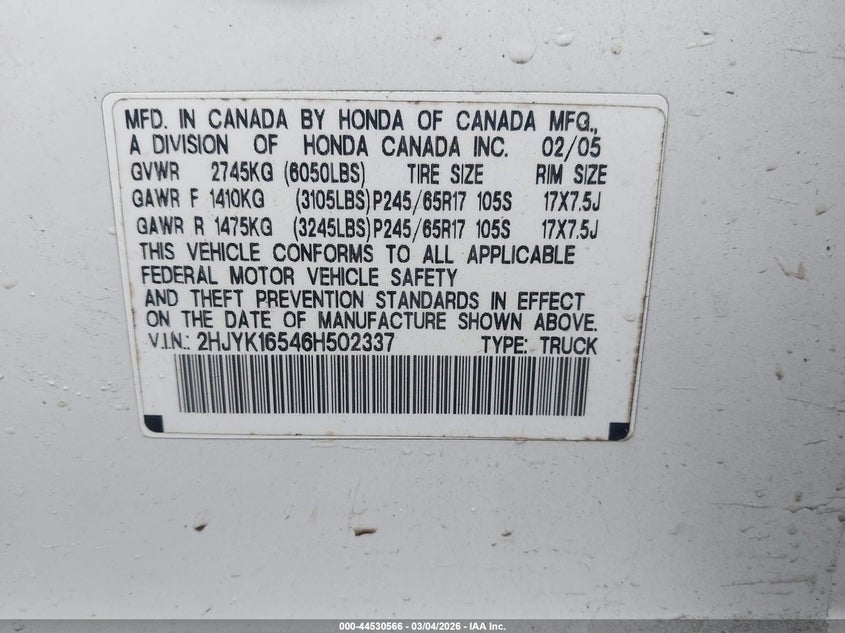 MFD. IN CANADA BY HONDA OF CANADA MFG.,
A DIVISION OF HONDA CANADA INC. 02/05
GVWR 2745KG (6050LBS) TIRE SIZE RIM SIZE
GAWR F 1410KG (3105LBS) P245/65R17 105S 17X7.5J
GAWR R 1475KG (3245LBS) P245/65R17 105S 17X7.5J
THIS VEHICLE CONFORMS TO ALL APPLICABLE
FEDERAL MOTOR VEHICLE SAFETY
AND THEFT PREVENTION STANDARDS IN EFFECT
ON THE DATE OF MANUFACTURE SHOWN ABOVE.
V.I.N.: 2HJYK16546H502337 TYPE: TRUCK
000-44530566 — 03/04/2026 — IAA Inc.